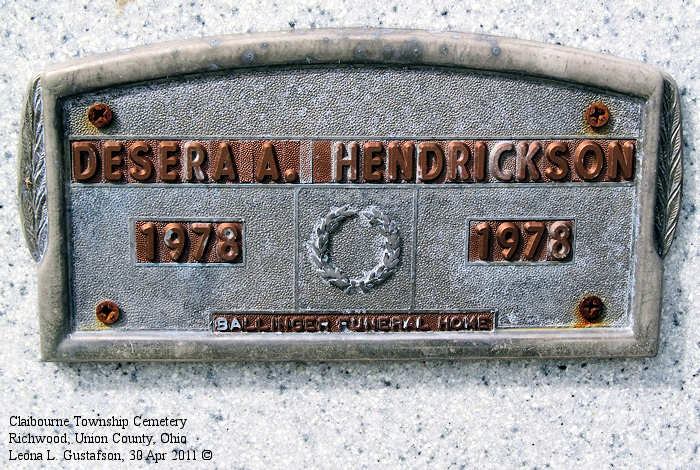 DESERA A. HENDRICKSON
1978 1978
BALLINGER FUNERAL HOME
Claibourne Township Cemetery
Richwood, Union County, Ohio
Leona L. Gustafson, 30 Apr 2011 ©